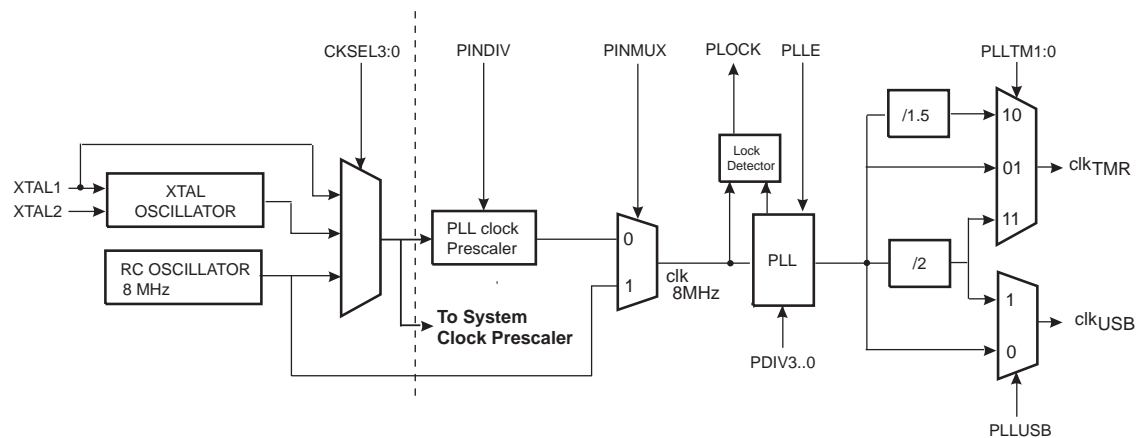 CKSEL3:0
PINDIV
PINMUX
PLOCK
PLLE
PLLTM1:0
/1.5
10
Lock
Detector
01
clkTMR
XTAL1
XTAL2
XTAL
OSCILLATOR
PLL clock
Prescaler
0
11
RC OSCILLATOR
8 MHz
1
clk
8MHz
PLL
/2
1
clkUSB
0
To System
Clock Prescaler
PDIV3..0
PLLUSB